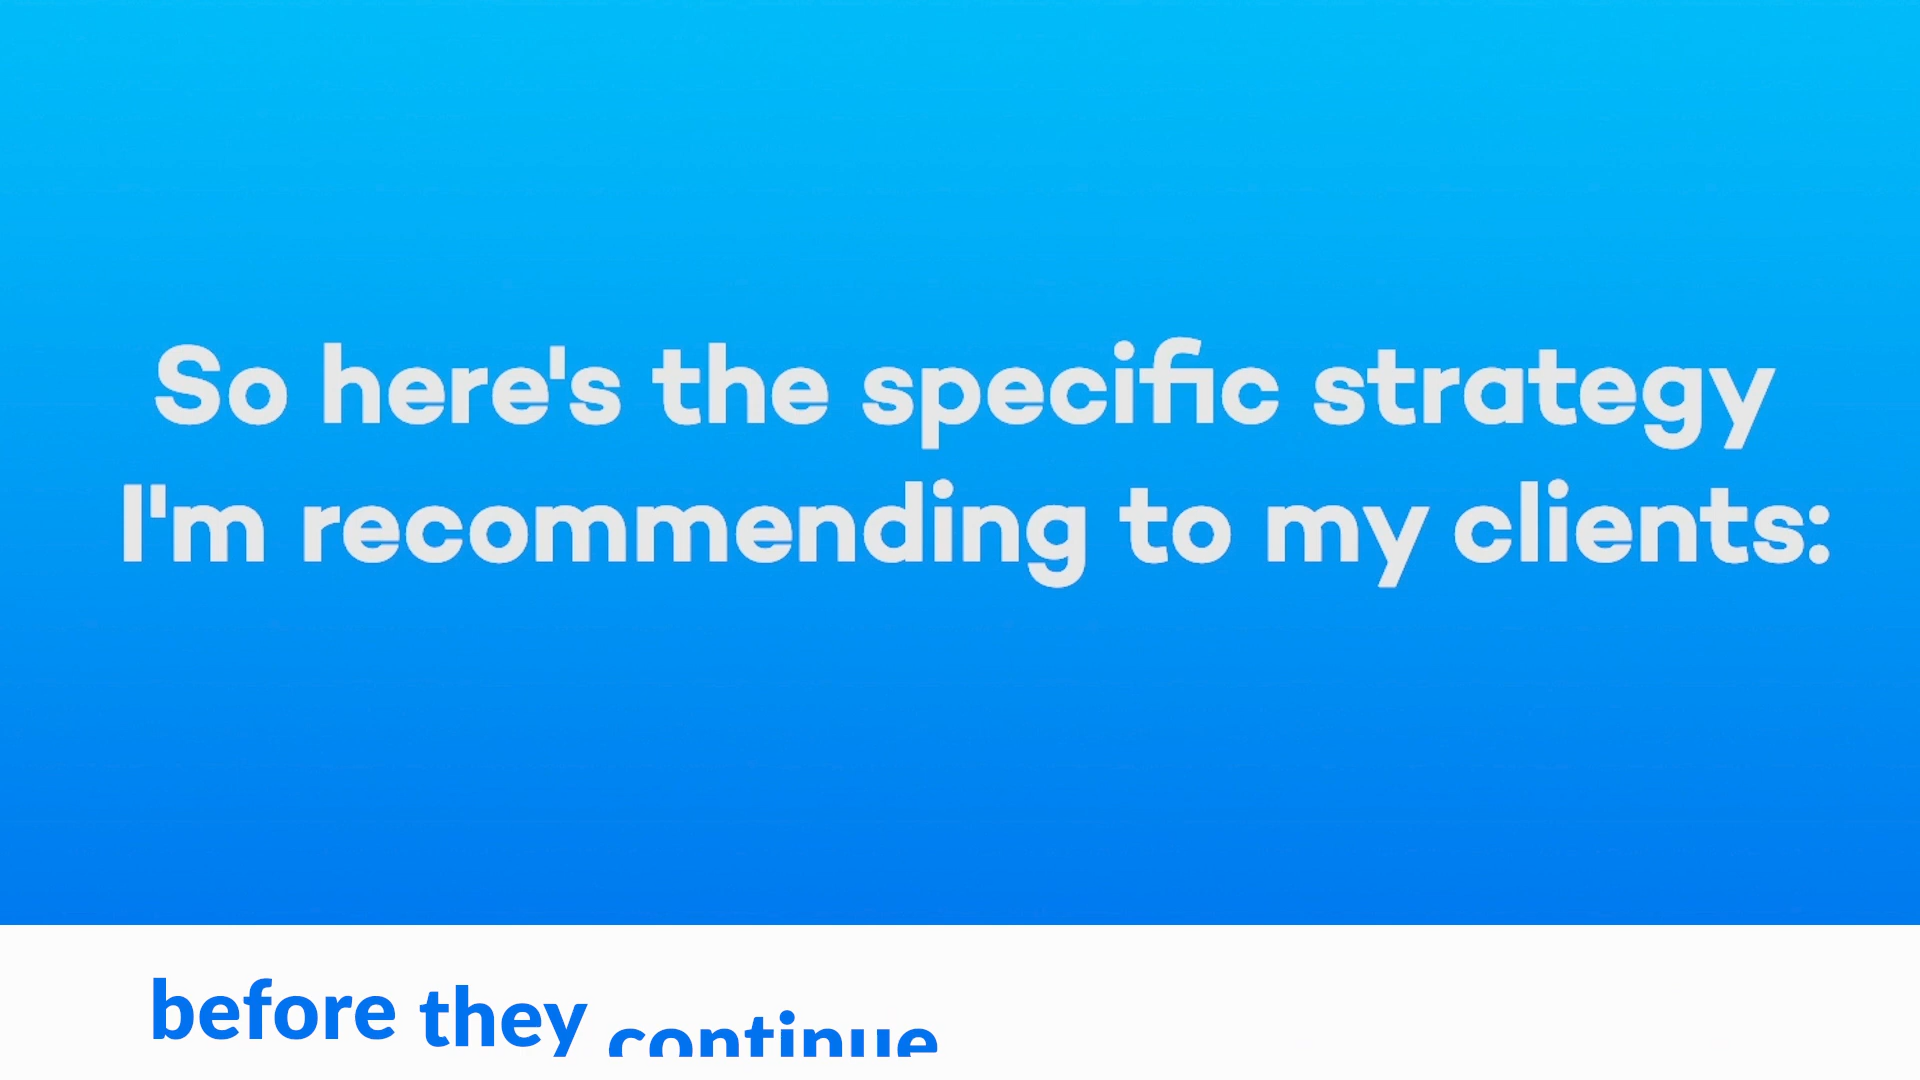 So here's the specific strategy
I'm recommending to my clients:
before they continue